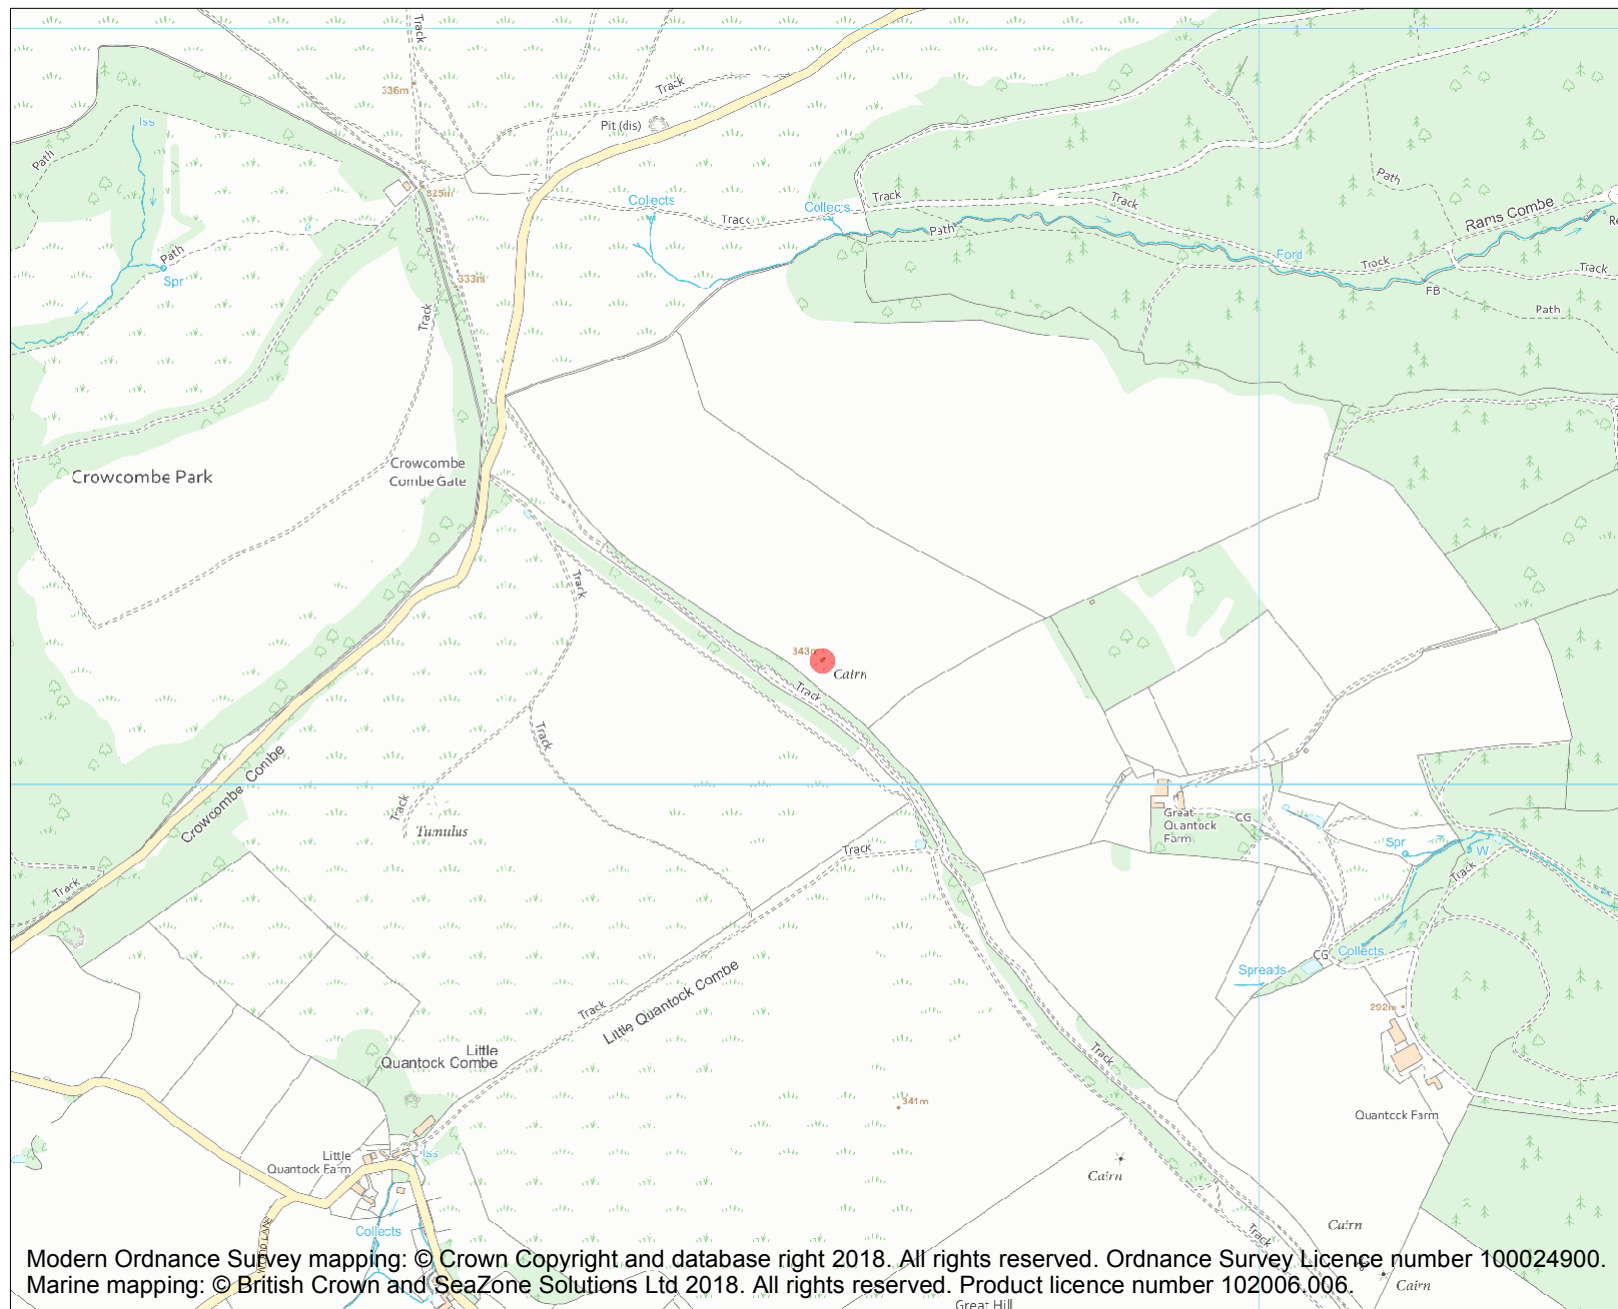 Track
336m
Track
Pit (dis)
Iss
Path
Path
325m
Collects
Track
Collects
Track
Path
Track
Rams Combe
Path
Spr
333m
Track
Ford
Track
Track
FB
Path
Crowcombe Park
Crowcombe
Combe Gate
Track
343m
Cairn
Track
Track
Crowcombe Combe
Track
Tumulus
Track
Track
Great
Quantock
Farm
CG
Spr
W
Track
CG
Collects
Spreads
292m
Little Quantock Combe
Track
Little
Quantock Combe
Track
341m
Quantock Farm
Little
Quantock Farm
Iss
Cairn
Collects
Cairn
Track
LANE
Modern Ordnance Survey mapping: © Crown Copyright and database right 2018. All rights reserved. Ordnance Survey Licence number 100024900.
Marine mapping: © British Crown and SeaZone Solutions Ltd 2018. All rights reserved. Product licence number 102006.006.
Cairn
Great Hill